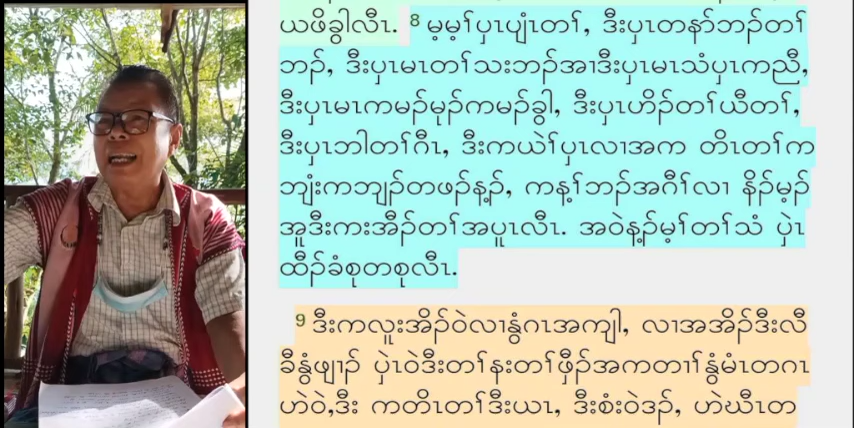 ယဖိခွါလီၤ. 8 မ့မ့ၢ်ပှၤပျံၤတၢ်, ဒီးပှၤတနာ်ဘၣ်တၢ်
ဘၣ်, ဒီးပှၤမၤတၢ်သးဘၣ်အၢဒီးပှၤမၤသံပှၤကညီ,
ဒီးပှၤမၤကမၣ်မုၣ်ကမၣ်ခွါ, ဒီးပှၤဟိၣ်တၢ်ယီတၢ်,
ဒီးပှၤဘါတၢ်ဂီၤ, ဒီးကယဲၢ်ပှၤလၢအက တိၤတၢ်က
ဘျံးကဘျၣ်တဖၣ်န့ၣ်, ကန့ၢ်ဘၣ်အဂီၢ်လၢ နိၣ်မ့ၣ်
အူဒီးကးအီၣ်တၢ်အပူၤလီၤ. အဝဲန့ၣ်မ့ၢ်တၢ်သံ ပှဲၤ
ထီၣ်ခံစုတစုလီၤ.
9 ဒီးကလူးအိၣ်ဝဲလၢနွံဂၤအကျါ, လၢအအိၣ်ဒီးလီ
ခီနွံဖျၢၣ် ပှဲၤဝဲဒီးတၢ်နးတၢ်ဖှီၣ်အကတၢၢ်နွံမံၤတဂၤ
ဟဲဝဲ,ဒီး ကတိၤတၢ်ဒီးယၤ, ဒီးစံးဝဲဒၣ်, ဟဲဃီၤတ